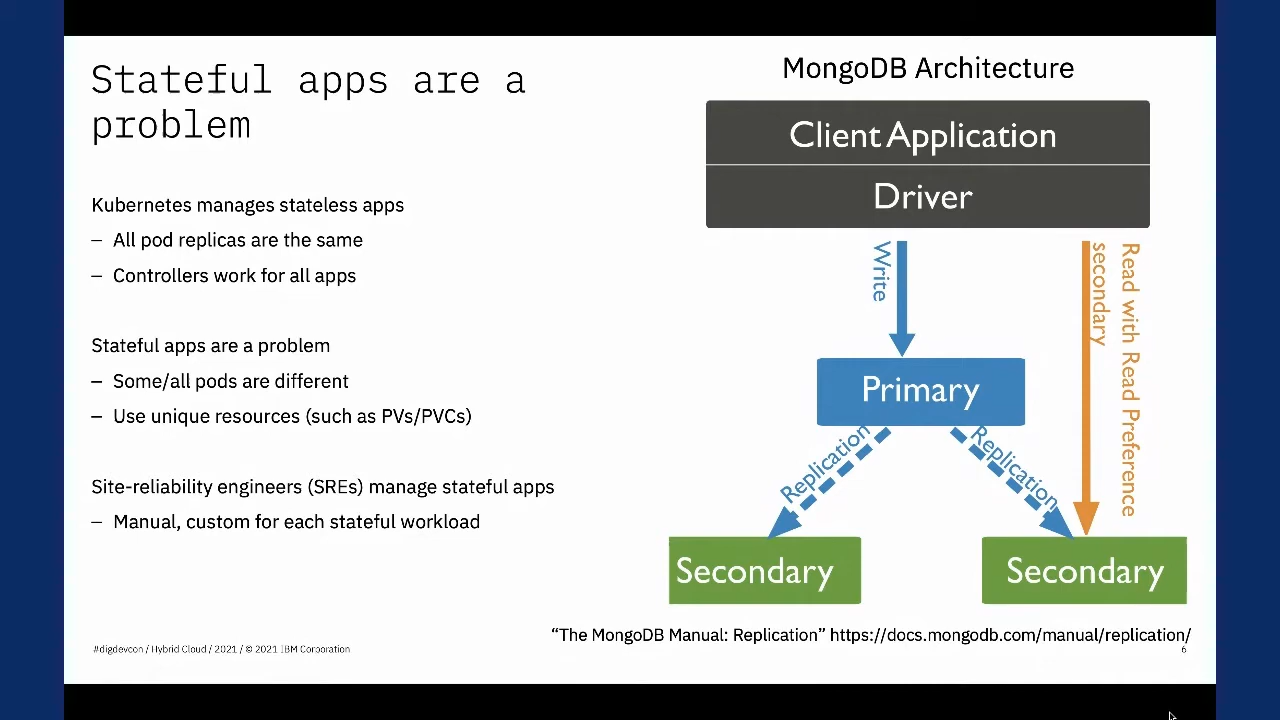 Stateful apps are a
problem
Kubernetes manages stateless apps
– All pod replicas are the same
– Controllers work for all apps
Stateful apps are a problem
– Some/all pods are different
– Use unique resources (such as PVs/PVCs)
Site-reliability engineers (SREs) manage stateful apps
– Manual, custom for each stateful workload
MongoDB Architecture
Client Application
Driver
Write
Read with Read Preference
secondary
Primary
Replication
Replication
Secondary
Secondary
“The MongoDB Manual: Replication” https://docs.mongodb.com/manual/replication/
#digdevcon / Hybrid Cloud / 2021 / © 2021 IBM Corporation
6